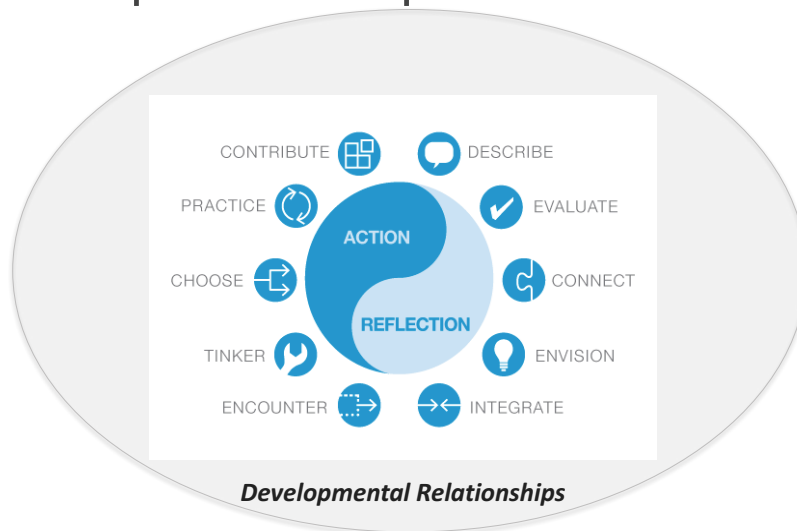 CONTRIBUTE
DESCRIBE
PRACTICE
EVALUATE
ACTION
CHOOSE
CONNECT
REFLECTION
TINKER
ENVISION
ENCOUNTER
INTEGRATE
Developmental Relationships